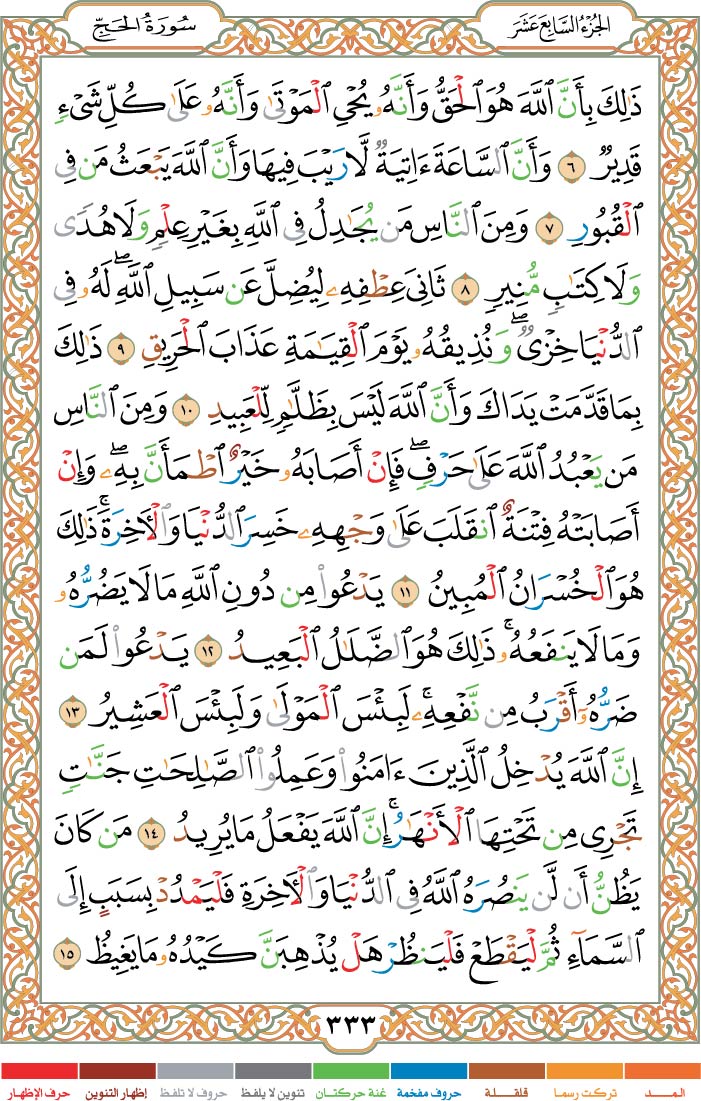 الجزء السابع عشر
سورة الحج
ذَٰلِكَ بِأَنَّ ٱللَّهَ هُوَ ٱلْحَقُّ وَأَنَّهُۥ يُحْىِ ٱلْمَوْتَىٰ وَأَنَّهُۥ عَلَىٰ كُلِّ شَىْءٍ
قَدِيرٌ ٦ وَأَنَّ ٱلسَّاعَةَ ءَاتِيَةٌ لَّا رَيْبَ فِيهَا وَأَنَّ ٱللَّهَ يَبْعَثُ مَن فِى
ٱلْقُبُورِ ٧ وَمِنَ ٱلنَّاسِ مَن يُجَٰدِلُ فِى ٱللَّهِ بِغَيْرِ عِلْمٍ وَلَا هُدًى
وَلَا كِتَٰبٍ مُّنِيرٍ ٨ ثَانِىَ عِطْفِهِۦ لِيُضِلَّ عَن سَبِيلِ ٱللَّهِ ۖ لَهُۥ فِى
ٱلدُّنْيَا خِزْىٌ ۖ وَنُذِيقُهُۥ يَوْمَ ٱلْقِيَٰمَةِ عَذَابَ ٱلْحَرِيقِ ٩ ذَٰلِكَ
بِمَا قَدَّمَتْ يَدَاكَ وَأَنَّ ٱللَّهَ لَيْسَ بِظَلَّٰمٍ لِّلْعَبِيدِ ١٠ وَمِنَ ٱلنَّاسِ
مَن يَعْبُدُ ٱللَّهَ عَلَىٰ حَرْفٍ ۖ فَإِنْ أَصَابَهُۥ خَيْرٌ ٱطْمَأَنَّ بِهِۦ ۖ وَإِنْ
أَصَابَتْهُ فِتْنَةٌ ٱنقَلَبَ عَلَىٰ وَجْهِهِۦ خَسِرَ ٱلدُّنْيَا وَٱلْءَاخِرَةَ ۚ ذَٰلِكَ
هُوَ ٱلْخُسْرَانُ ٱلْمُبِينُ ١١ يَدْعُوا۟ مِن دُونِ ٱللَّهِ مَا لَا يَضُرُّهُۥ
وَمَا لَا يَنفَعُهُۥ ۚ ذَٰلِكَ هُوَ ٱلضَّلَٰلُ ٱلْبَعِيدُ ١٢ يَدْعُوا۟ لَمَن
ضَرُّهُۥٓ أَقْرَبُ مِن نَّفْعِهِۦ ۚ لَبِئْسَ ٱلْمَوْلَىٰ وَلَبِئْسَ ٱلْعَشِيرُ ١٣
إِنَّ ٱللَّهَ يُدْخِلُ ٱلَّذِينَ ءَامَنُوا۟ وَعَمِلُوا۟ ٱلصَّٰلِحَٰتِ جَنَّٰتٍ
تَجْرِى مِن تَحْتِهَا ٱلْأَنْهَٰرُ ۚ إِنَّ ٱللَّهَ يَفْعَلُ مَا يُرِيدُ ١٤ مَن كَانَ
يَظُنُّ أَن لَّن يَنصُرَهُ ٱللَّهُ فِى ٱلدُّنْيَا وَٱلْءَاخِرَةِ فَلْيَمْدُدْ بِسَبَبٍ إِلَى
ٱلسَّمَآءِ ثُمَّ لْيَقْطَعْ فَلْيَنظُرْ هَلْ يُذْهِبَنَّ كَيْدُهُۥ مَا يَغِيظُ ١٥
٣٣٣
المــد تركت رسما قلقلة حروف مفخمة غنة حركتان تنوين لا يلفظ حروف لا تلفظ إظهار التنوين حرف الإظهار